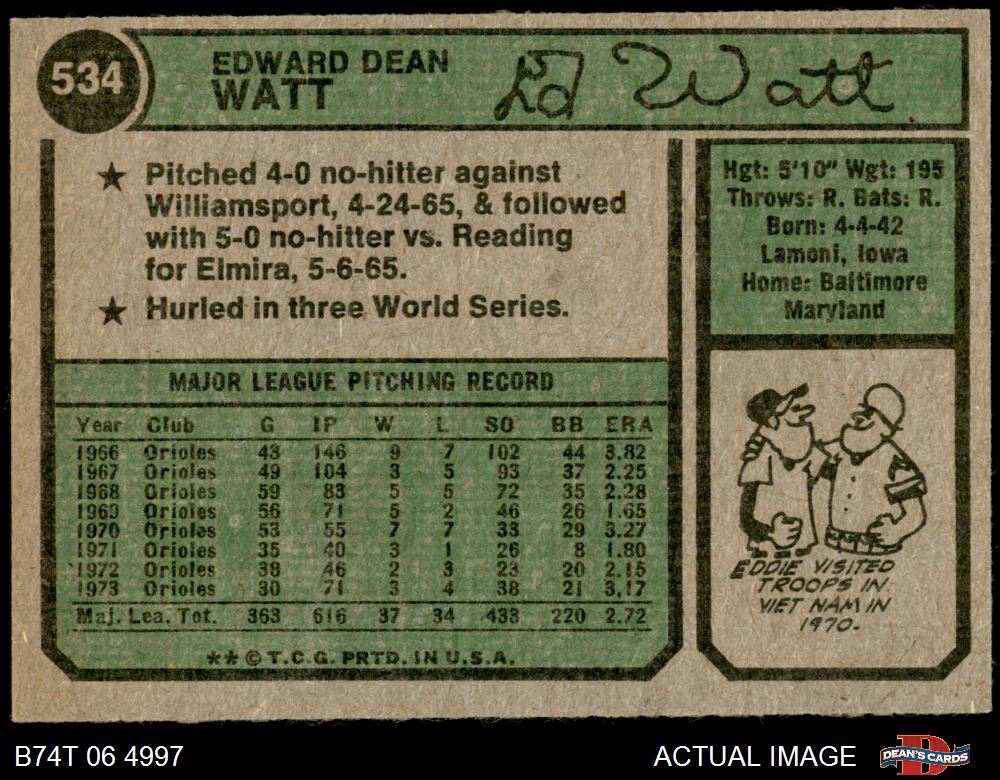 534
EDWARD DEAN
WATT
Ed Watt
★ Pitched 4-0 no-hitter against
Williamsport, 4-24-65, & followed
with 5-0 no-hitter vs. Reading
for Elmira, 5-6-65.
★ Hurled in three World Series.
Hgt: 5'10" Wgt: 195
Throws: R. Bats: R.
Born: 4-4-42
Lamoni, Iowa
Home: Baltimore
Maryland
MAJOR LEAGUE PITCHING RECORD
Year Club G IP W L SO BB ERA
1966 Orioles 43 146 9 7 102 44 3.82
1967 Orioles 49 104 3 5 93 37 2.25
1968 Orioles 59 83 5 5 72 35 2.28
1969 Orioles 56 71 5 2 46 26 1.65
1970 Orioles 53 55 7 7 33 29 3.27
1971 Orioles 35 40 3 1 26 8 1.80
1972 Orioles 38 46 2 3 23 20 2.15
1973 Orioles 30 71 3 4 38 21 3.17
Maj. Lea. Tot. 363 616 37 34 433 220 2.72
** © T.C.G. PRTD. IN U.S.A.
EDDIE VISITED
TROOPS IN
VIET NAM IN
1970.
B74T 06 4997
ACTUAL IMAGE
DEAN'S CARDS